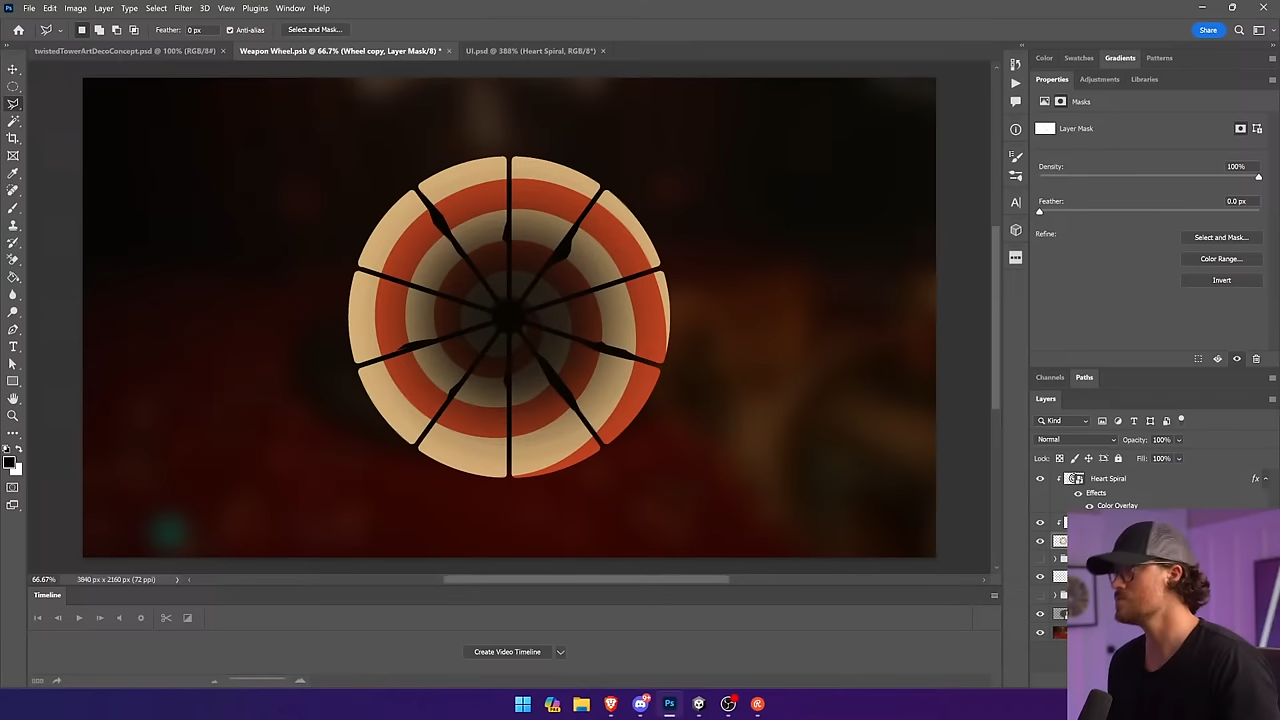 Ps File Edit Image Layer Type Select Filter 3D View Plugins Window Help
Feather: 0 px Anti-alias Select and Mask... Share
twistedTowerArtDecoConcept.psd @ 100% (RGB/8#) × Weapon Wheel.psb @ 66.7% (Wheel copy, Layer Mask/8) * × UI.psd @ 388% (Heart Spiral, RGB/8*) ×
Color Swatches Gradients Patterns
Properties Adjustments Libraries
Masks
Layer Mask
Density: 100%
Feather: 0.0 px
Refine: Select and Mask...
Color Range...
Invert
Channels Paths
Layers
Kind
Normal Opacity: 100%
Lock: Fill: 100%
Heart Spiral fx
Effects
Color Overlay
66.67% 3840 px x 2160 px (72 ppi)
Timeline
Create Video Timeline
Ps